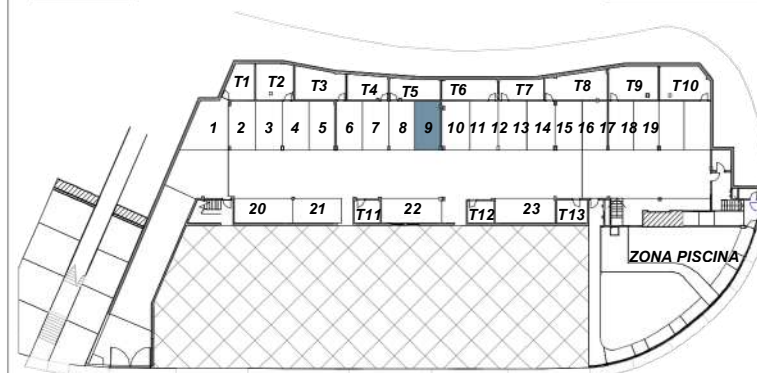 T1 T2 T3 T4 T5 T6 T7 T8 T9 T10
1 2 3 4 5 6 7 8 9 10 11 12 13 14 15 16 17 18 19
20 21 T11 22 T12 23 T13
ZONA PISCINA